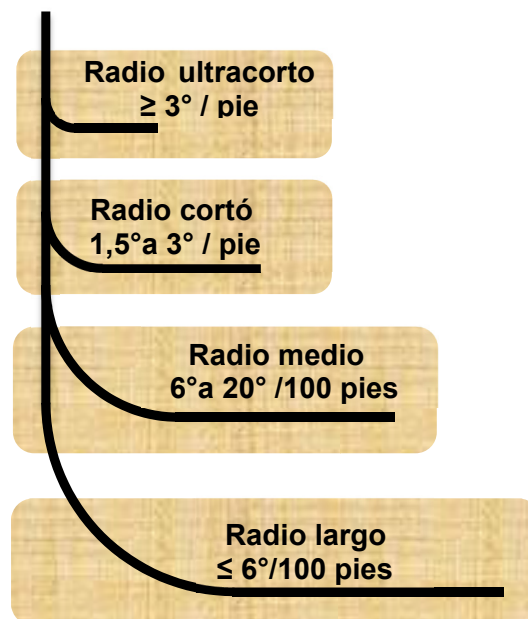 Radio ultracorto
≥ 3° / pie
Radio cortó
1,5°a 3° / pie
Radio medio
6°a 20° /100 pies
Radio largo
≤ 6°/100 pies